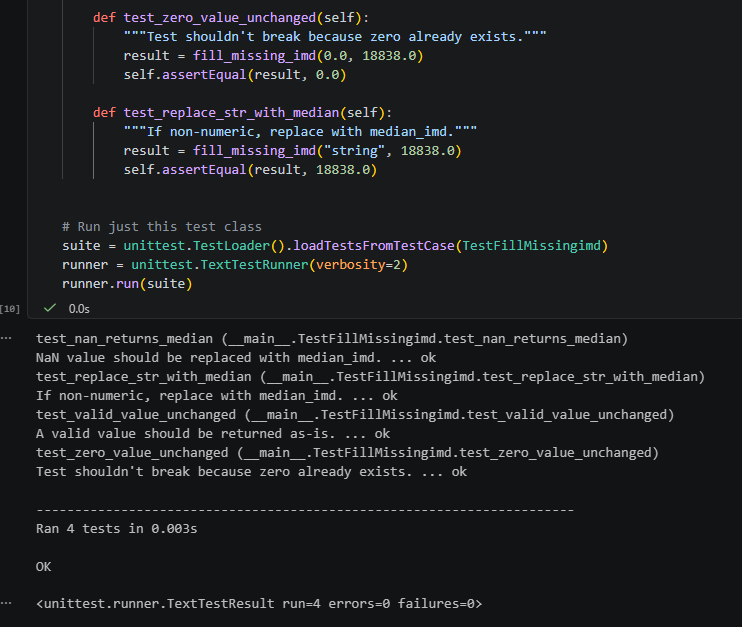 def test_zero_value_unchanged(self):
"""Test shouldn't break because zero already exists."""
result = fill_missing_imd(0.0, 18838.0)
self.assertEqual(result, 0.0)
def test_replace_str_with_median(self):
"""If non-numeric, replace with median_imd."""
result = fill_missing_imd("string", 18838.0)
self.assertEqual(result, 18838.0)
# Run just this test class
suite = unittest.TestLoader().loadTestsFromTestCase(TestFillMissingimd)
runner = unittest.TextTestRunner(verbosity=2)
runner.run(suite)
[10] 0.0s
test_nan_returns_median (__main__.TestFillMissingimd.test_nan_returns_median)
NaN value should be replaced with median_imd. ... ok
test_replace_str_with_median (__main__.TestFillMissingimd.test_replace_str_with_median)
If non-numeric, replace with median_imd. ... ok
test_valid_value_unchanged (__main__.TestFillMissingimd.test_valid_value_unchanged)
A valid value should be returned as-is. ... ok
test_zero_value_unchanged (__main__.TestFillMissingimd.test_zero_value_unchanged)
Test shouldn't break because zero already exists. ... ok
----------------------------------------------------------------------
Ran 4 tests in 0.003s
OK
<unittest.runner.TextTestResult run=4 errors=0 failures=0>